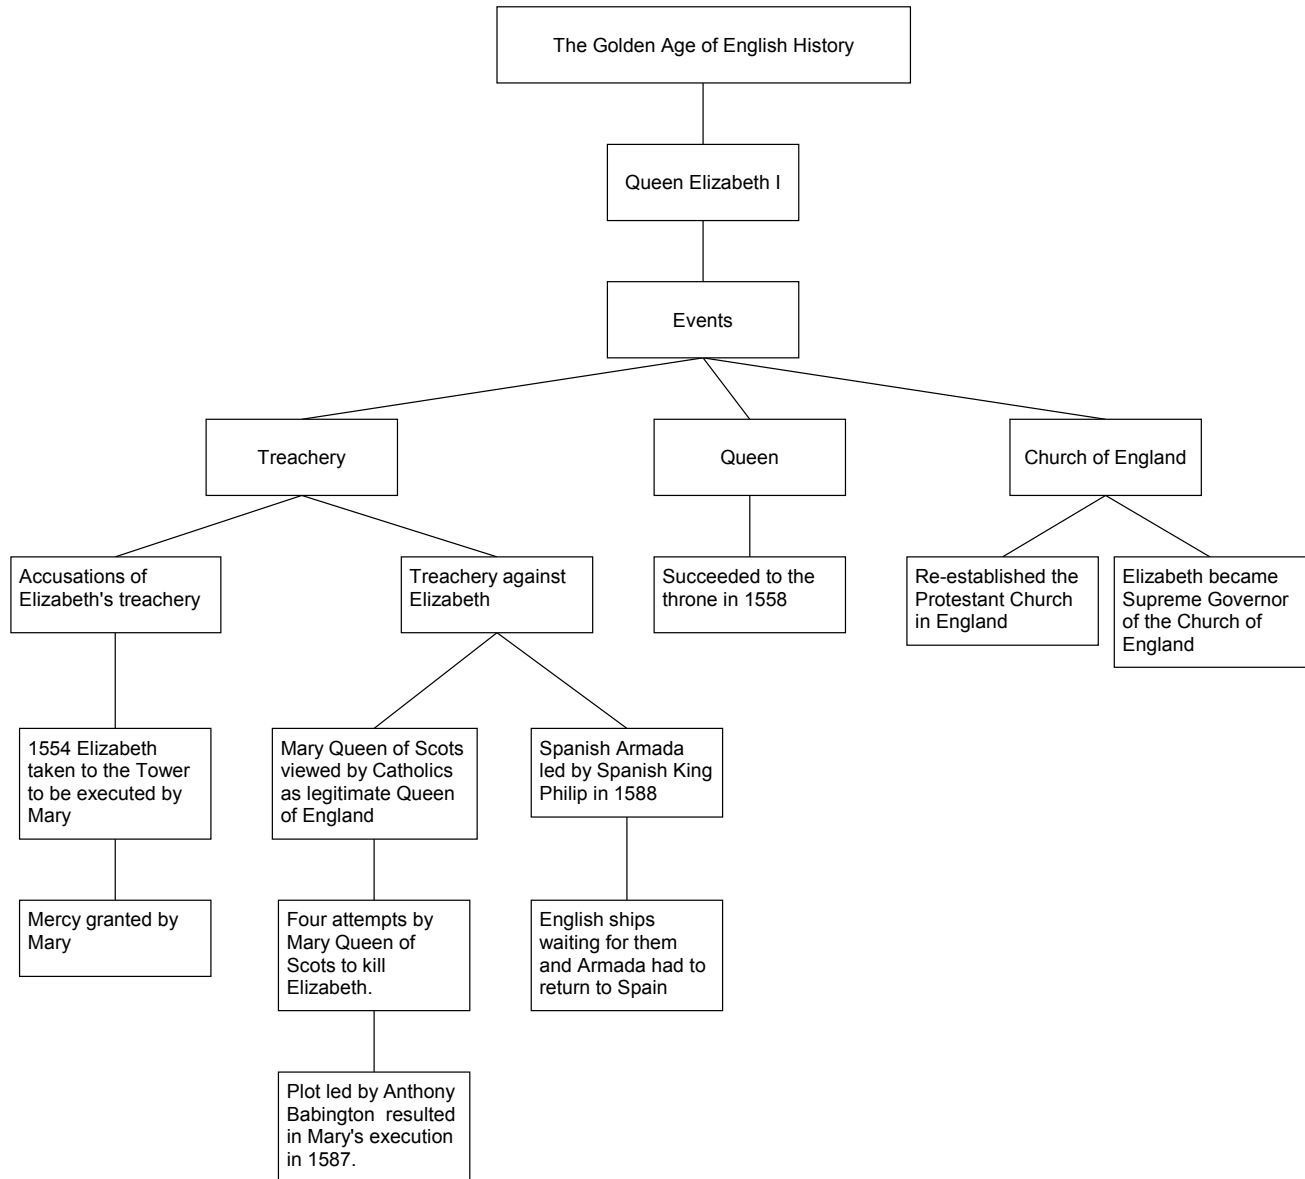 The Golden Age of English History
Queen Elizabeth I
Events
Treachery
Queen
Church of England
Accusations of
Elizabeth's treachery
Treachery against
Elizabeth
Succeeded to the
throne in 1558
Re-established the
Protestant Church
in England
Elizabeth became
Supreme Governor
of the Church of
England
1554 Elizabeth
taken to the Tower
to be executed by
Mary
Mary Queen of Scots
viewed by Catholics
as legitimate Queen
of England
Spanish Armada
led by Spanish King
Philip in 1588
Mercy granted by
Mary
Four attempts by
Mary Queen of
Scots to kill
Elizabeth.
English ships
waiting for them
and Armada had to
return to Spain
Plot led by Anthony
Babington  resulted
in Mary's execution
in 1587.